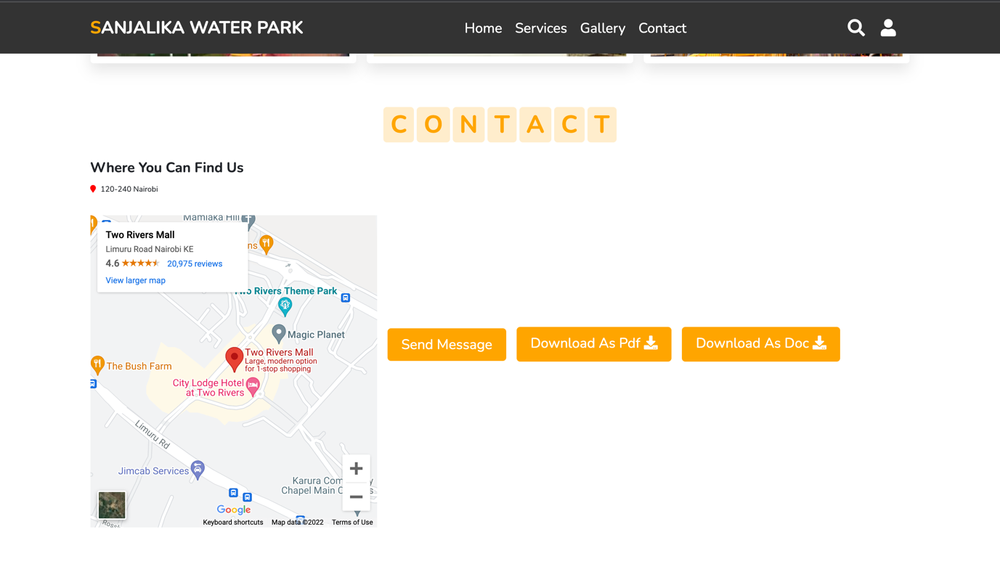 SANJALIKA WATER PARK
Home Services Gallery Contact
CONTACT
Where You Can Find Us
120-240 Nairobi
Mamiaka Hill
Two Rivers Mall
Limuru Road Nairobi KE
4.6 20,975 reviews
View larger map
ns
Two Rivers Theme Park
Magic Planet
Two Rivers Mall
Large, modern option
for 1-stop shopping
The Bush Farm
City Lodge Hotel
at Two Rivers
Limuru Rd
Jimcab Services
Karura Com
Chapel Main
Google
Keyboard shortcuts Map data ©2022 Terms of Use
Send Message
Download As Pdf
Download As Doc